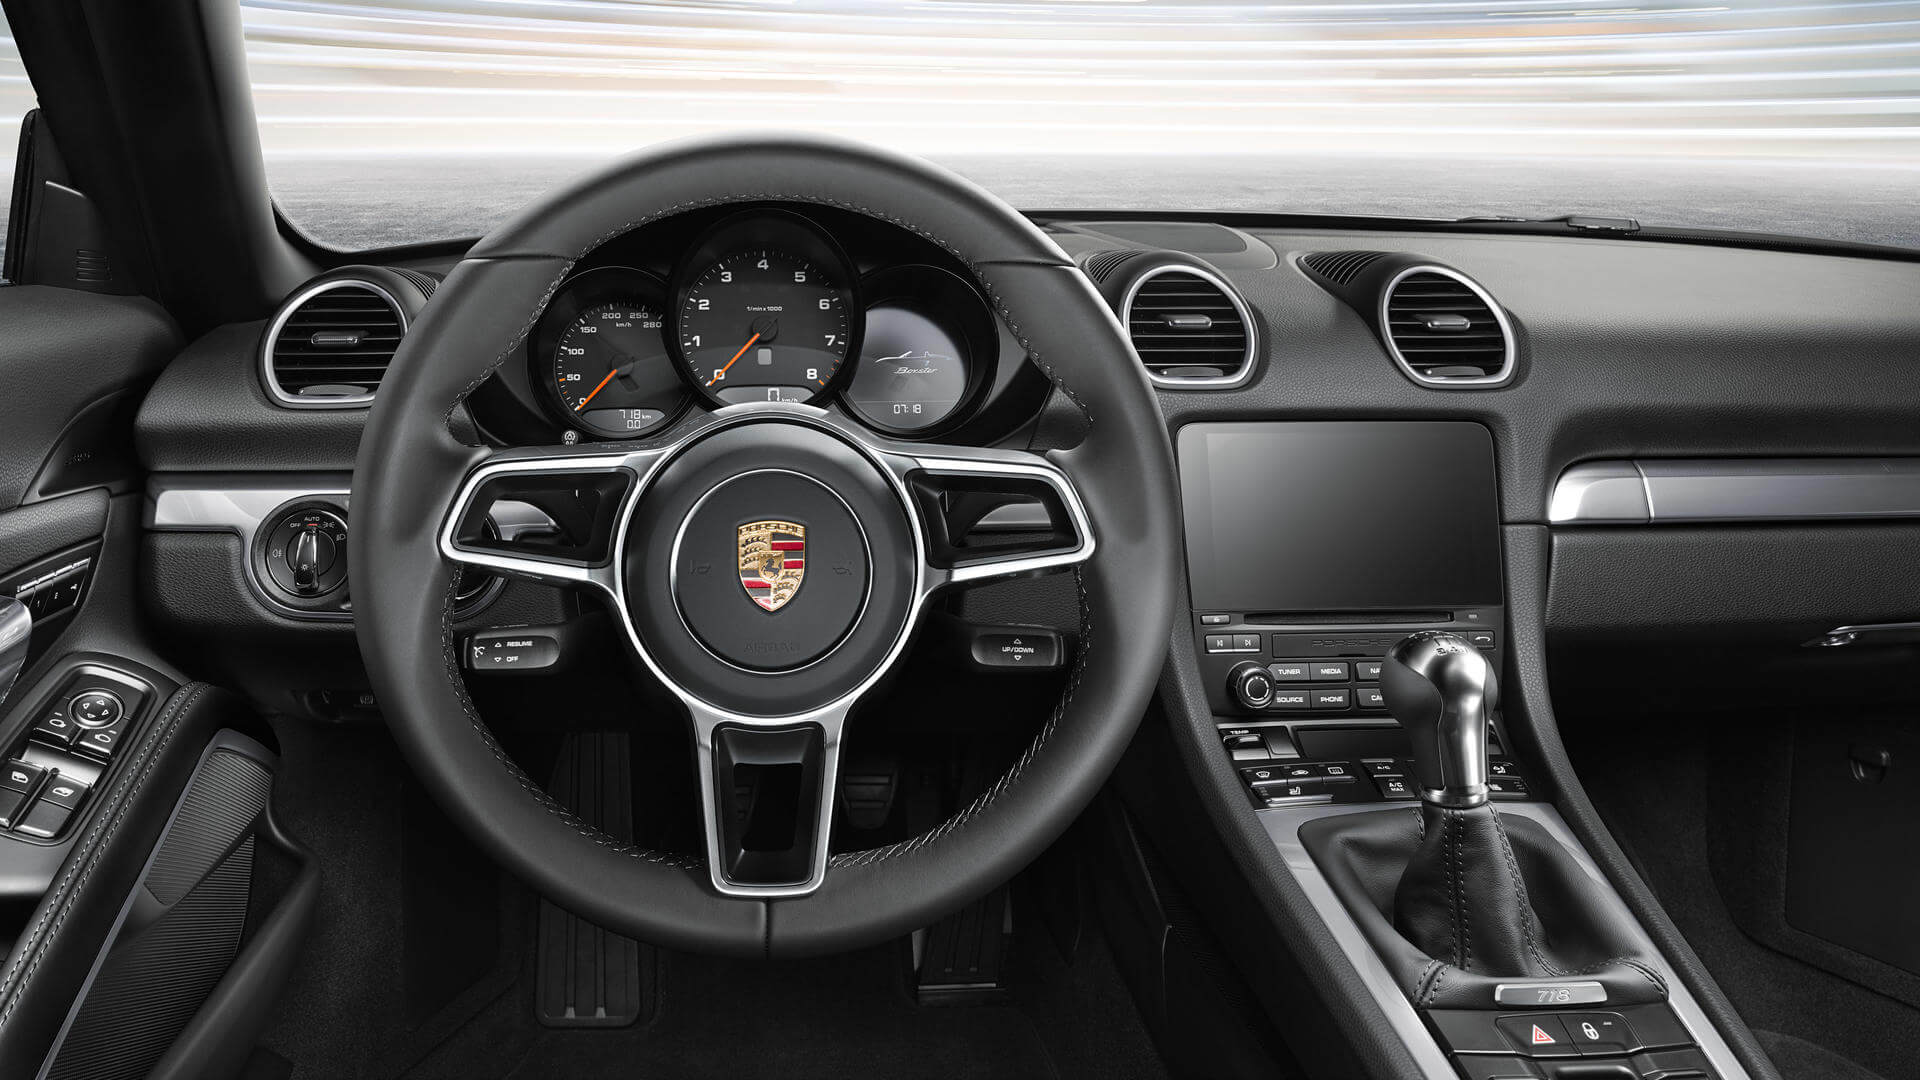 200 250
150 km/h 280
100
50
0
718 km
0.0
4
3 5
2 6
1/min x 1000
1 7
0 8
0 km/h
Boxster
07:18
AUTO
OFF
PORSCHE
AIRBAG
RESUME
OFF
UP/DOWN
PORSCHE
TUNER MEDIA
SOURCE PHONE
TEMP
A/C
A/C
MAX
718